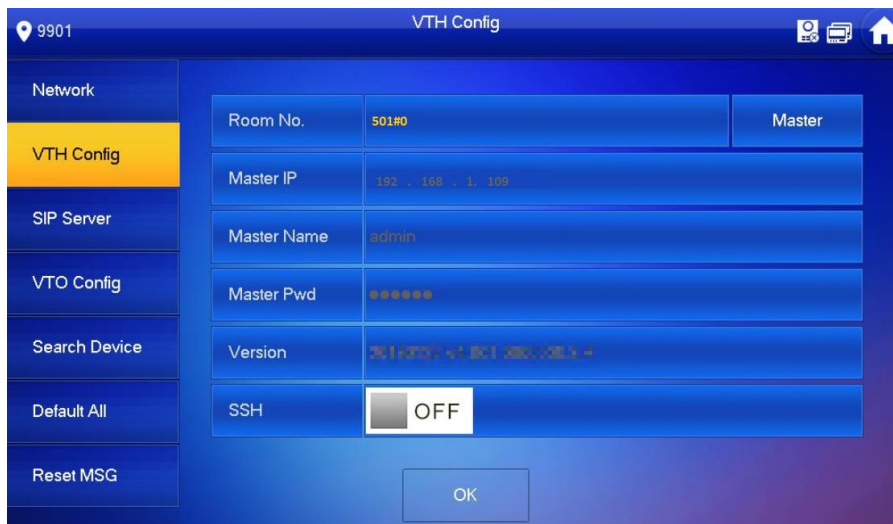 9901
VTH Config
Network
VTH Config
SIP Server
VTO Config
Search Device
Default All
Reset MSG
Room No. 501#0 Master
Master IP 192 . 168 . 1. 109
Master Name admin
Master Pwd ●●●●●●
Version
SSH OFF
OK